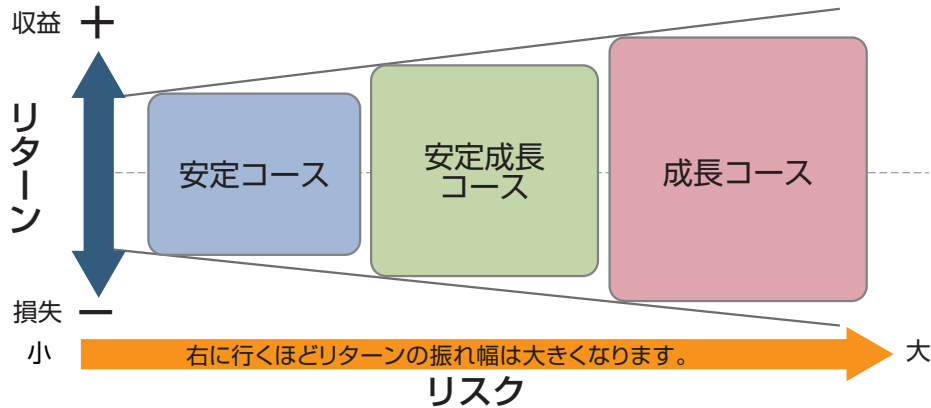 収益 ＋
リターン
安定コース
安定成長
コース
成長コース
損失 −
小
右に行くほどリターンの振れ幅は大きくなります。
大
リスク